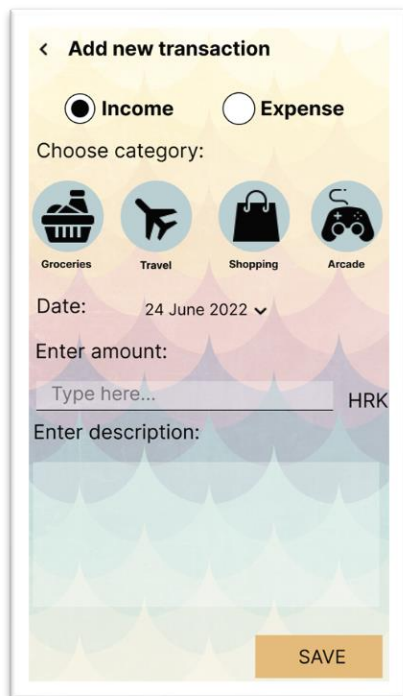 ‹ Add new transaction
Income Expense
Choose category:
Groceries Travel Shopping Arcade
Date: 24 June 2022
Enter amount:
Type here... HRK
Enter description:
SAVE